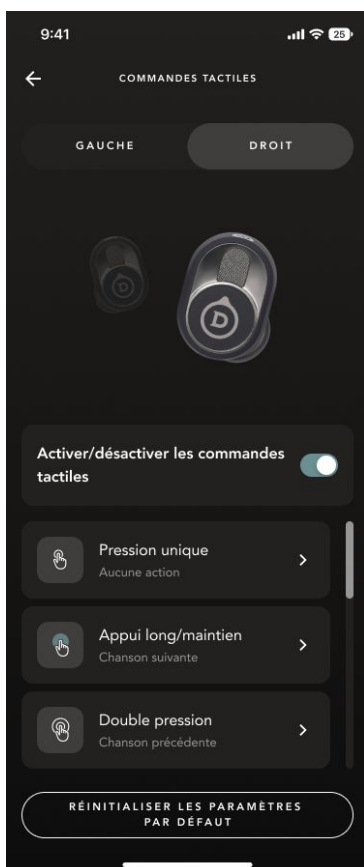 9:41
25
COMMANDES TACTILES
GAUCHE
DROIT
D
D
Activer/désactiver les commandes
tactiles
Pression unique
Aucune action
Appui long/maintien
Chanson suivante
Double pression
Chanson précédente
RÉINITIALISER LES PARAMÈTRES
PAR DÉFAUT